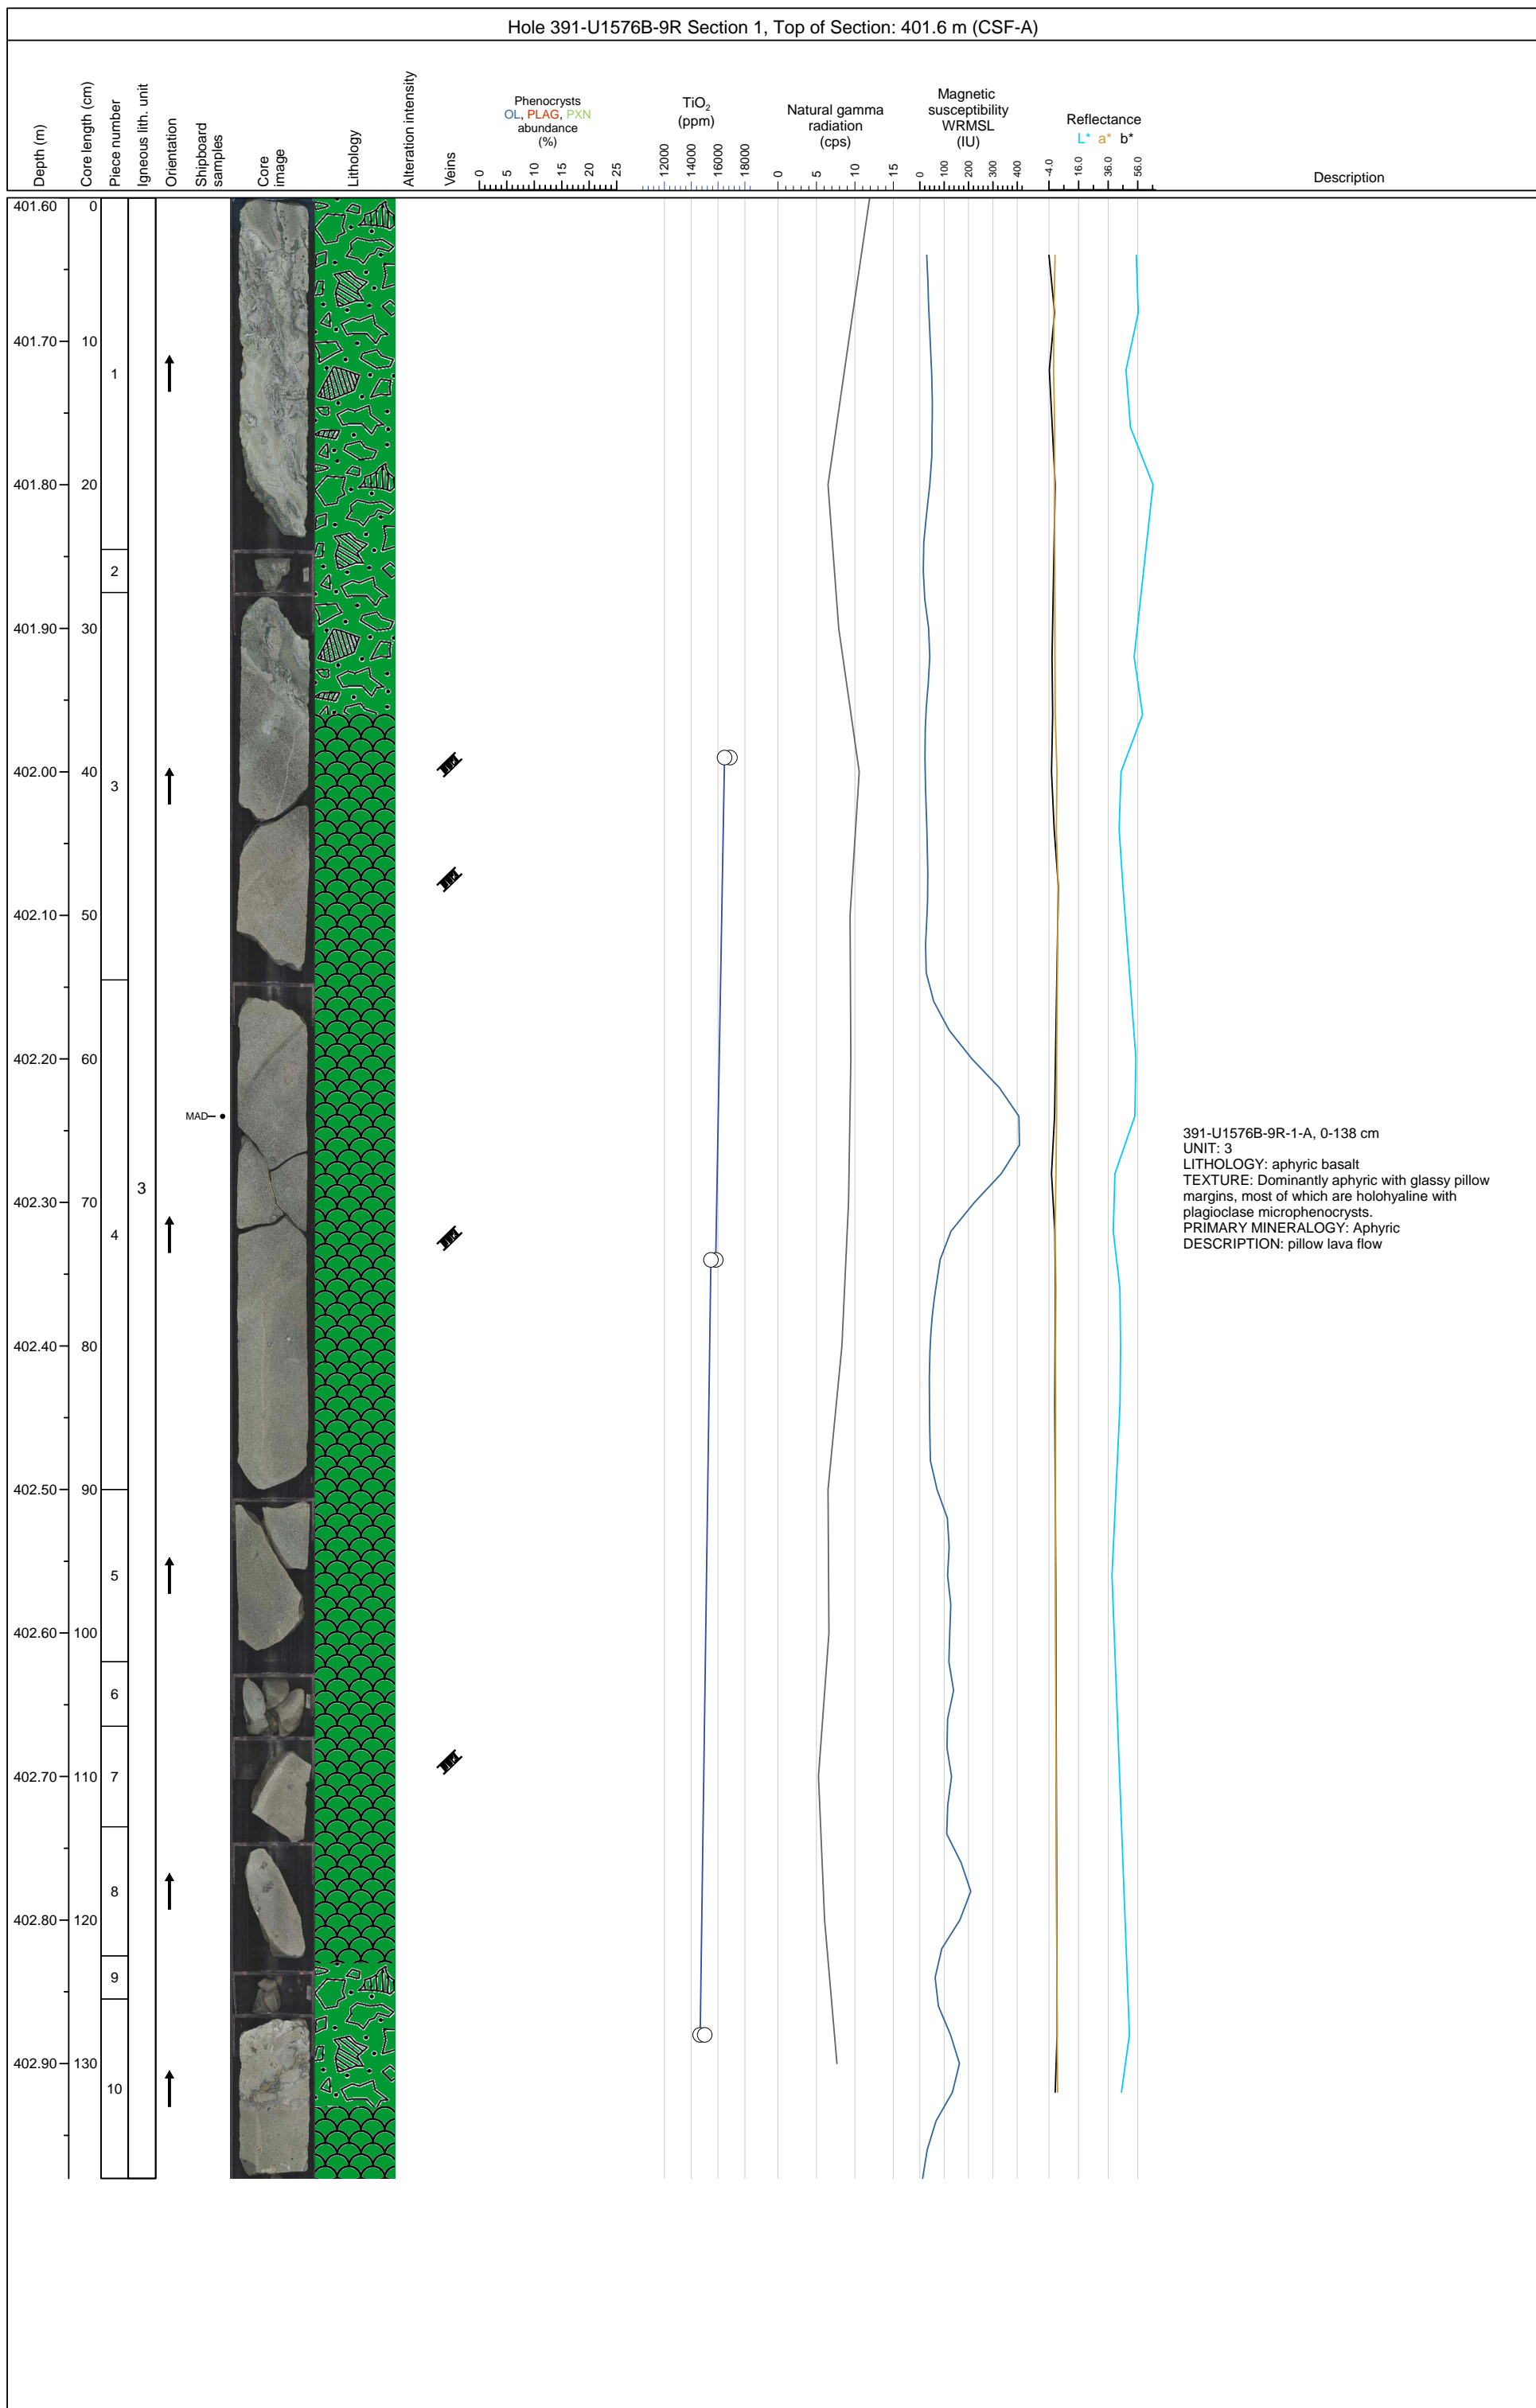 Hole 391-U1576B-9R Section 1, Top of Section: 401.6 m (CSF-A)
Depth (m)
Core length (cm)
Piece number
Igneous lith. unit
Orientation
Shipboard
samples
Core
image
Lithology
Alteration intensity
Veins
Phenocrysts
OL, PLAG, PXN
abundance
(%)
0 5 10 15 20 25
TiO2
(ppm)
12000 14000 16000 18000
Natural gamma
radiation
(cps)
0 5 10 15
Magnetic
susceptibility
WRMSL
(IU)
0 100 200 300 400
Reflectance
L* a* b*
-4.0 16.0 36.0 56.0
Description
401.60 0
401.70 10
1
401.80 20
2
401.90 30
402.00 40
3
402.10 50
402.20 60
MAD
391-U1576B-9R-1-A, 0-138 cm
UNIT: 3
LITHOLOGY: aphyric basalt
TEXTURE: Dominantly aphyric with glassy pillow
margins, most of which are holohyaline with
plagioclase microphenocrysts.
PRIMARY MINERALOGY: Aphyric
DESCRIPTION: pillow lava flow
3
402.30 70
4
402.40 80
402.50 90
5
402.60 100
6
402.70 110
7
8
402.80 120
9
402.90 130
10